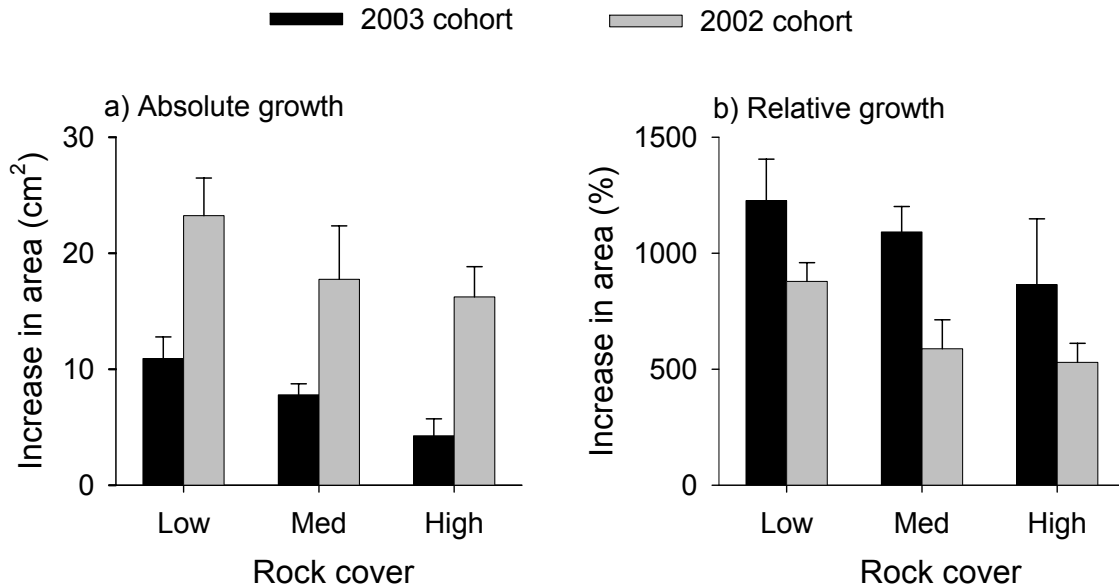 2003 cohort 2002 cohort
a) Absolute growth
30
20
10
0
Increase in area (cm²)
Low Med High
Rock cover
b) Relative growth
1500
1000
500
0
Increase in area (%)
Low Med High
Rock cover